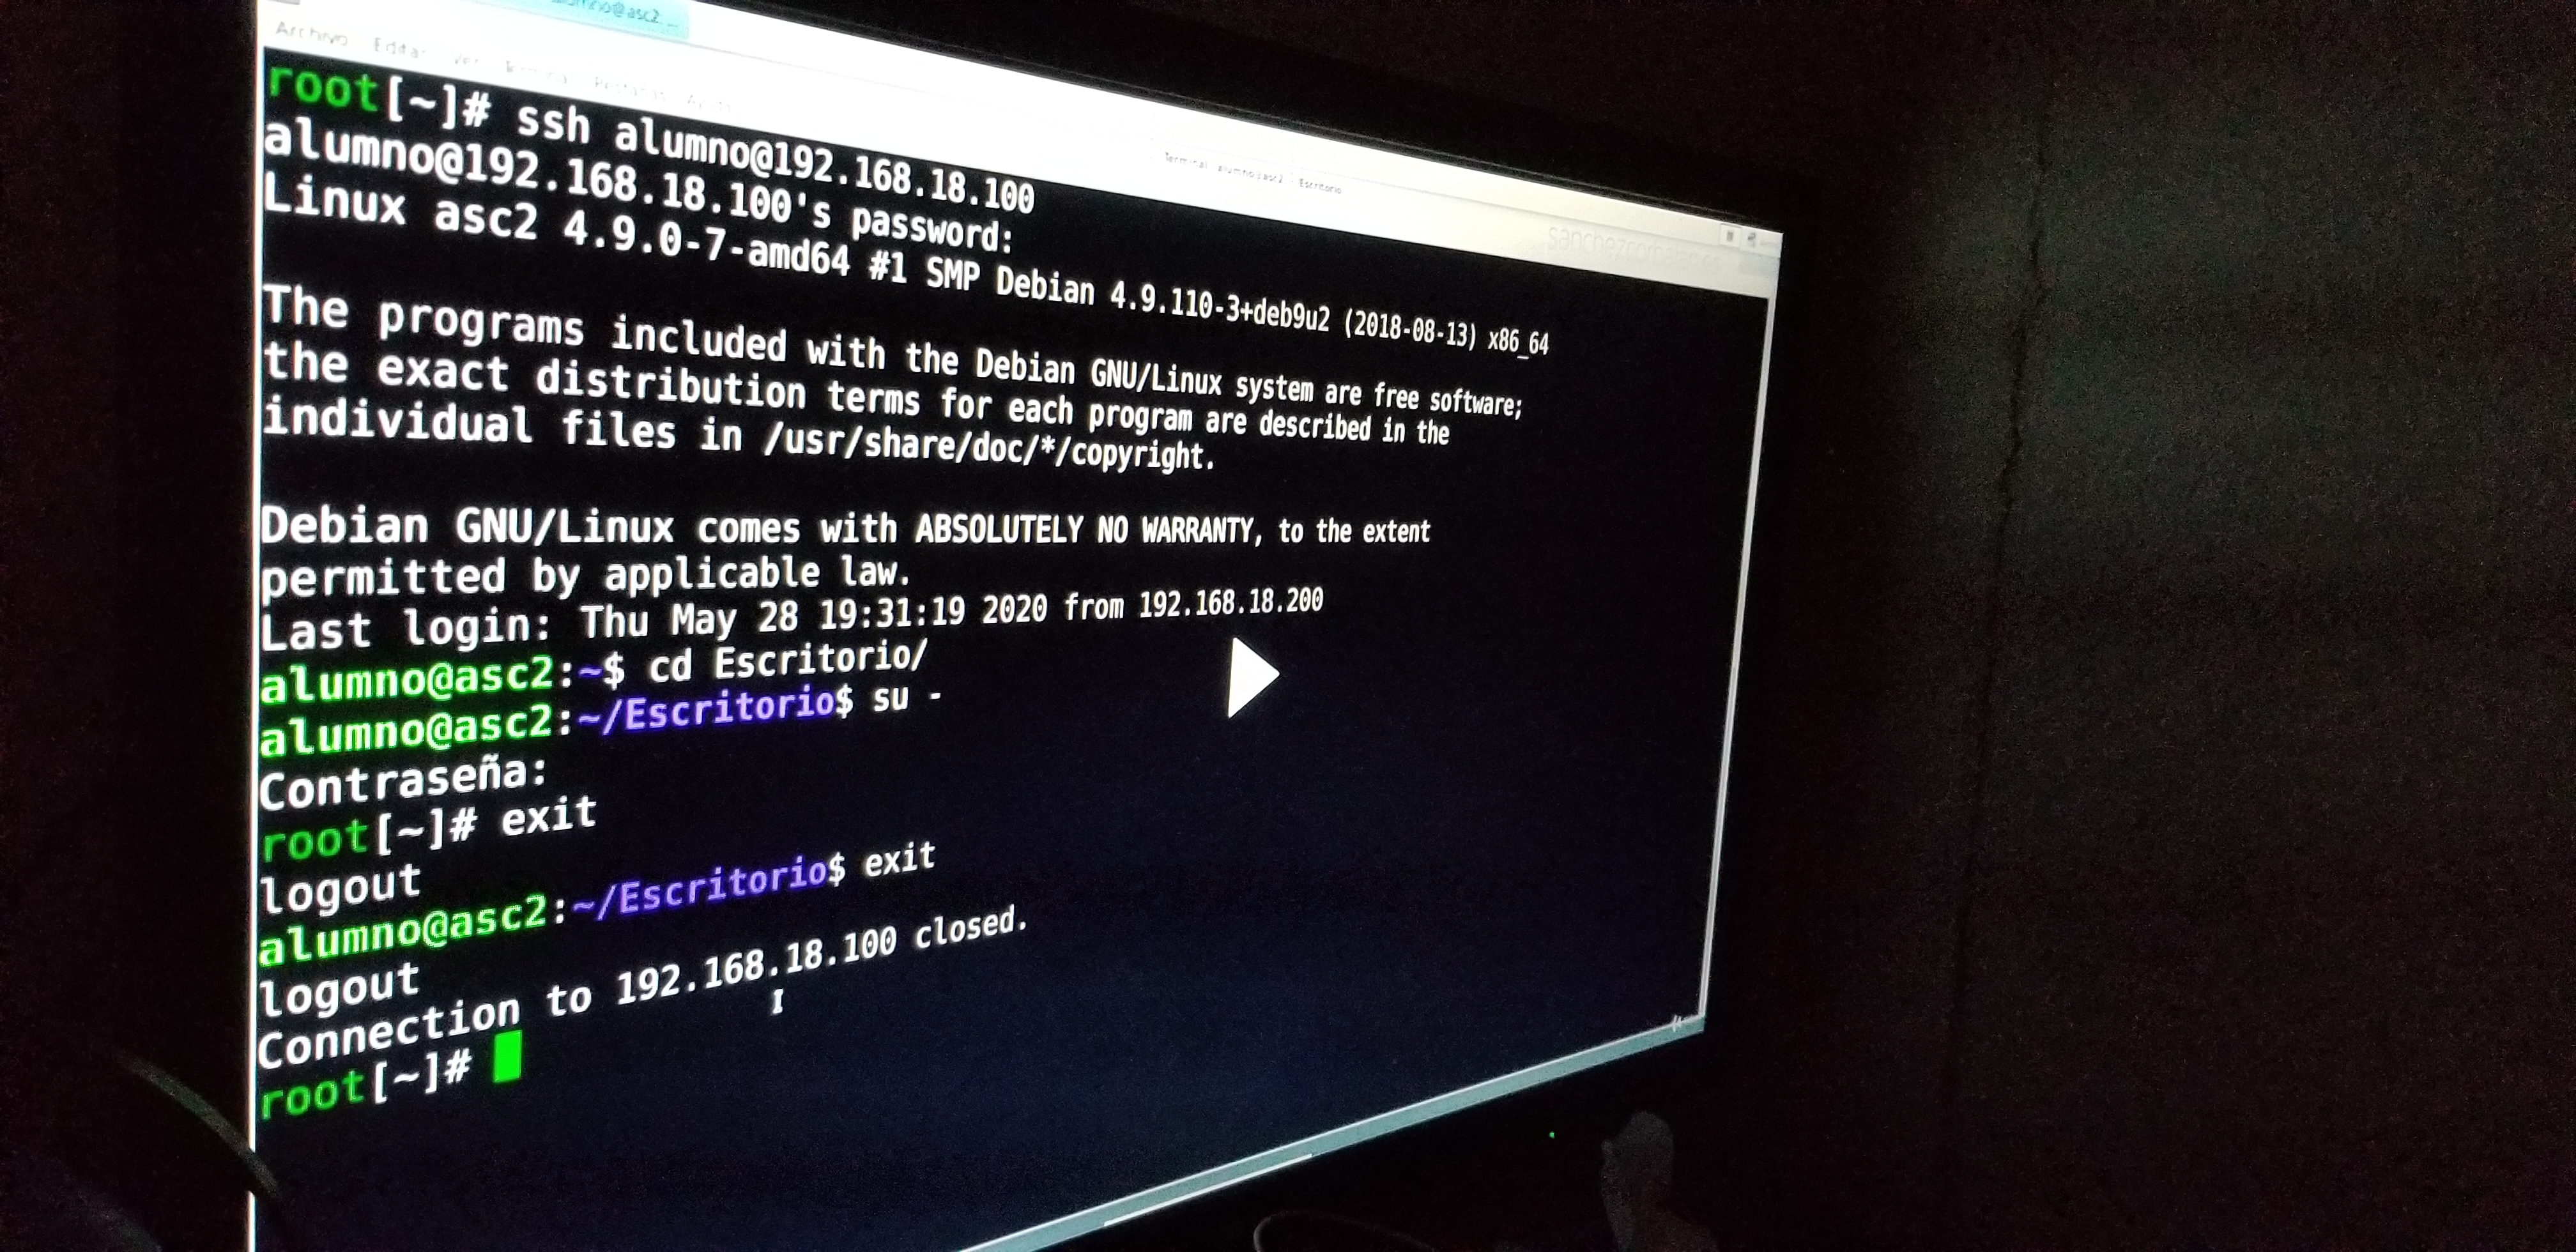 Archivo Editar Ver Terminal Pestañas Ayuda
Terminal - alumno@asc2: ~ Escritorio
root[~]# ssh alumno@192.168.18.100
alumno@192.168.18.100's password:
Linux asc2 4.9.0-7-amd64 #1 SMP Debian 4.9.110-3+deb9u2 (2018-08-13) x86_64
The programs included with the Debian GNU/Linux system are free software;
the exact distribution terms for each program are described in the
individual files in /usr/share/doc/*/copyright.
Debian GNU/Linux comes with ABSOLUTELY NO WARRANTY, to the extent
permitted by applicable law.
Last login: Thu May 28 19:31:19 2020 from 192.168.18.200
alumno@asc2:~$ cd Escritorio/
alumno@asc2:~/Escritorio$ su -
Contraseña:
root[~]# exit
logout
alumno@asc2:~/Escritorio$ exit
logout
Connection to 192.168.18.100 closed.
root[~]#